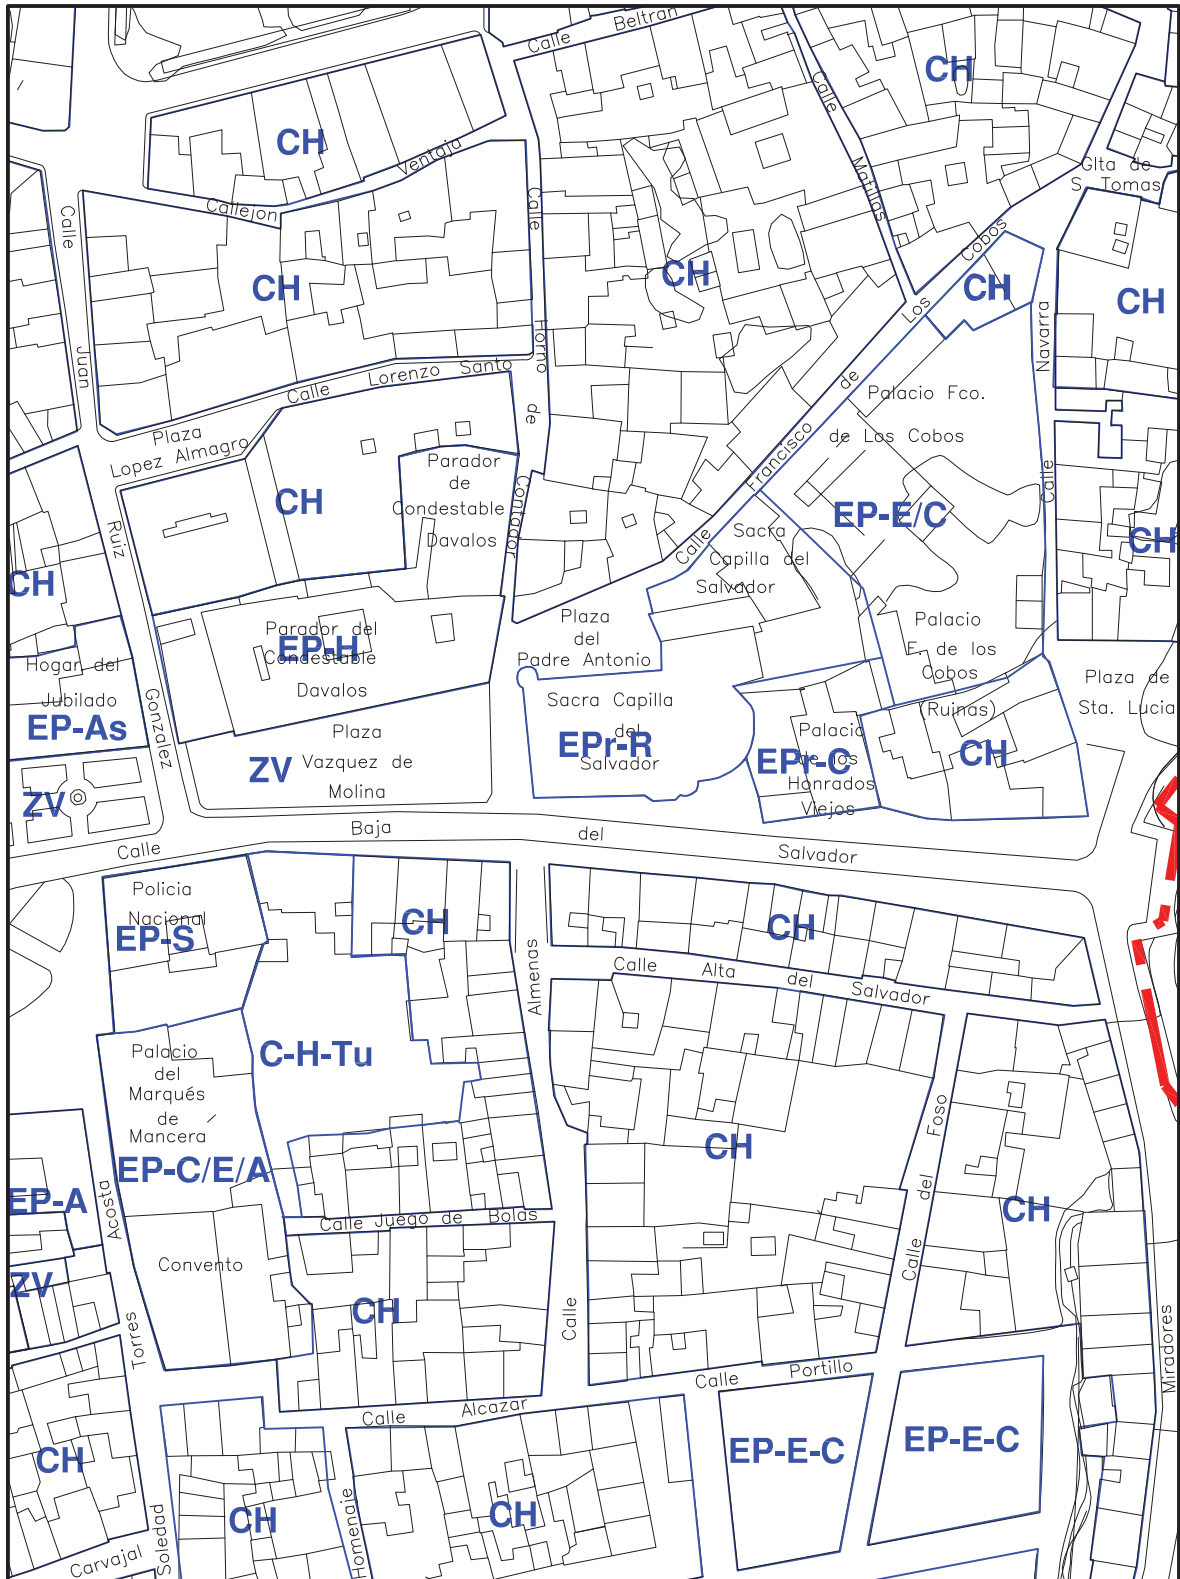 Calle Beltran
CH
Calle
CH
Ventaja
Callejon
Matillas
Glta de
S. Tomas
Calle
Calle
Cobos
CH
CH
CH
CH
Los
Juan
Horno
Navarra
Calle Lorenzo Santo
de
Palacio Fco.
de Los Cobos
Plaza
Lopez Almagro
de
Parador
de
Condestable
Davalos
CH
Contador
Francisco
Calle
EP-E/C
Ruiz
Calle
Sacra
Capilla del
Salvador
CH
CH
Plaza
del
Padre Antonio
Palacio
F. de los
Cobos
Parador del
EP-H
Condestable
Davalos
Hogar del
Jubilado
EP-As
Gonzalez
Sacra Capilla
del
EPr-R
Salvador
Plaza de
Sta. Lucia
(Ruinas)
CH
Palacio
de los
EPr-C
Honrados
Viejos
Plaza
ZV
Vazquez de
Molina
ZV
Calle Baja del Salvador
Policia
Nacional
EP-S
CH
CH
Almenas
Calle Alta del Salvador
C-H-Tu
Palacio
del
Marqués
de
Mancera
EP-C/E/A
CH
Foso
del
Calle
EP-A
Acosta
CH
Calle Juego de Bolas
Convento
ZV
CH
Calle
Torres
Miradores
Calle Portillo
Calle Alcazar
EP-E-C
EP-E-C
CH
CH
CH
Homenaje
Soledad
Carvajal